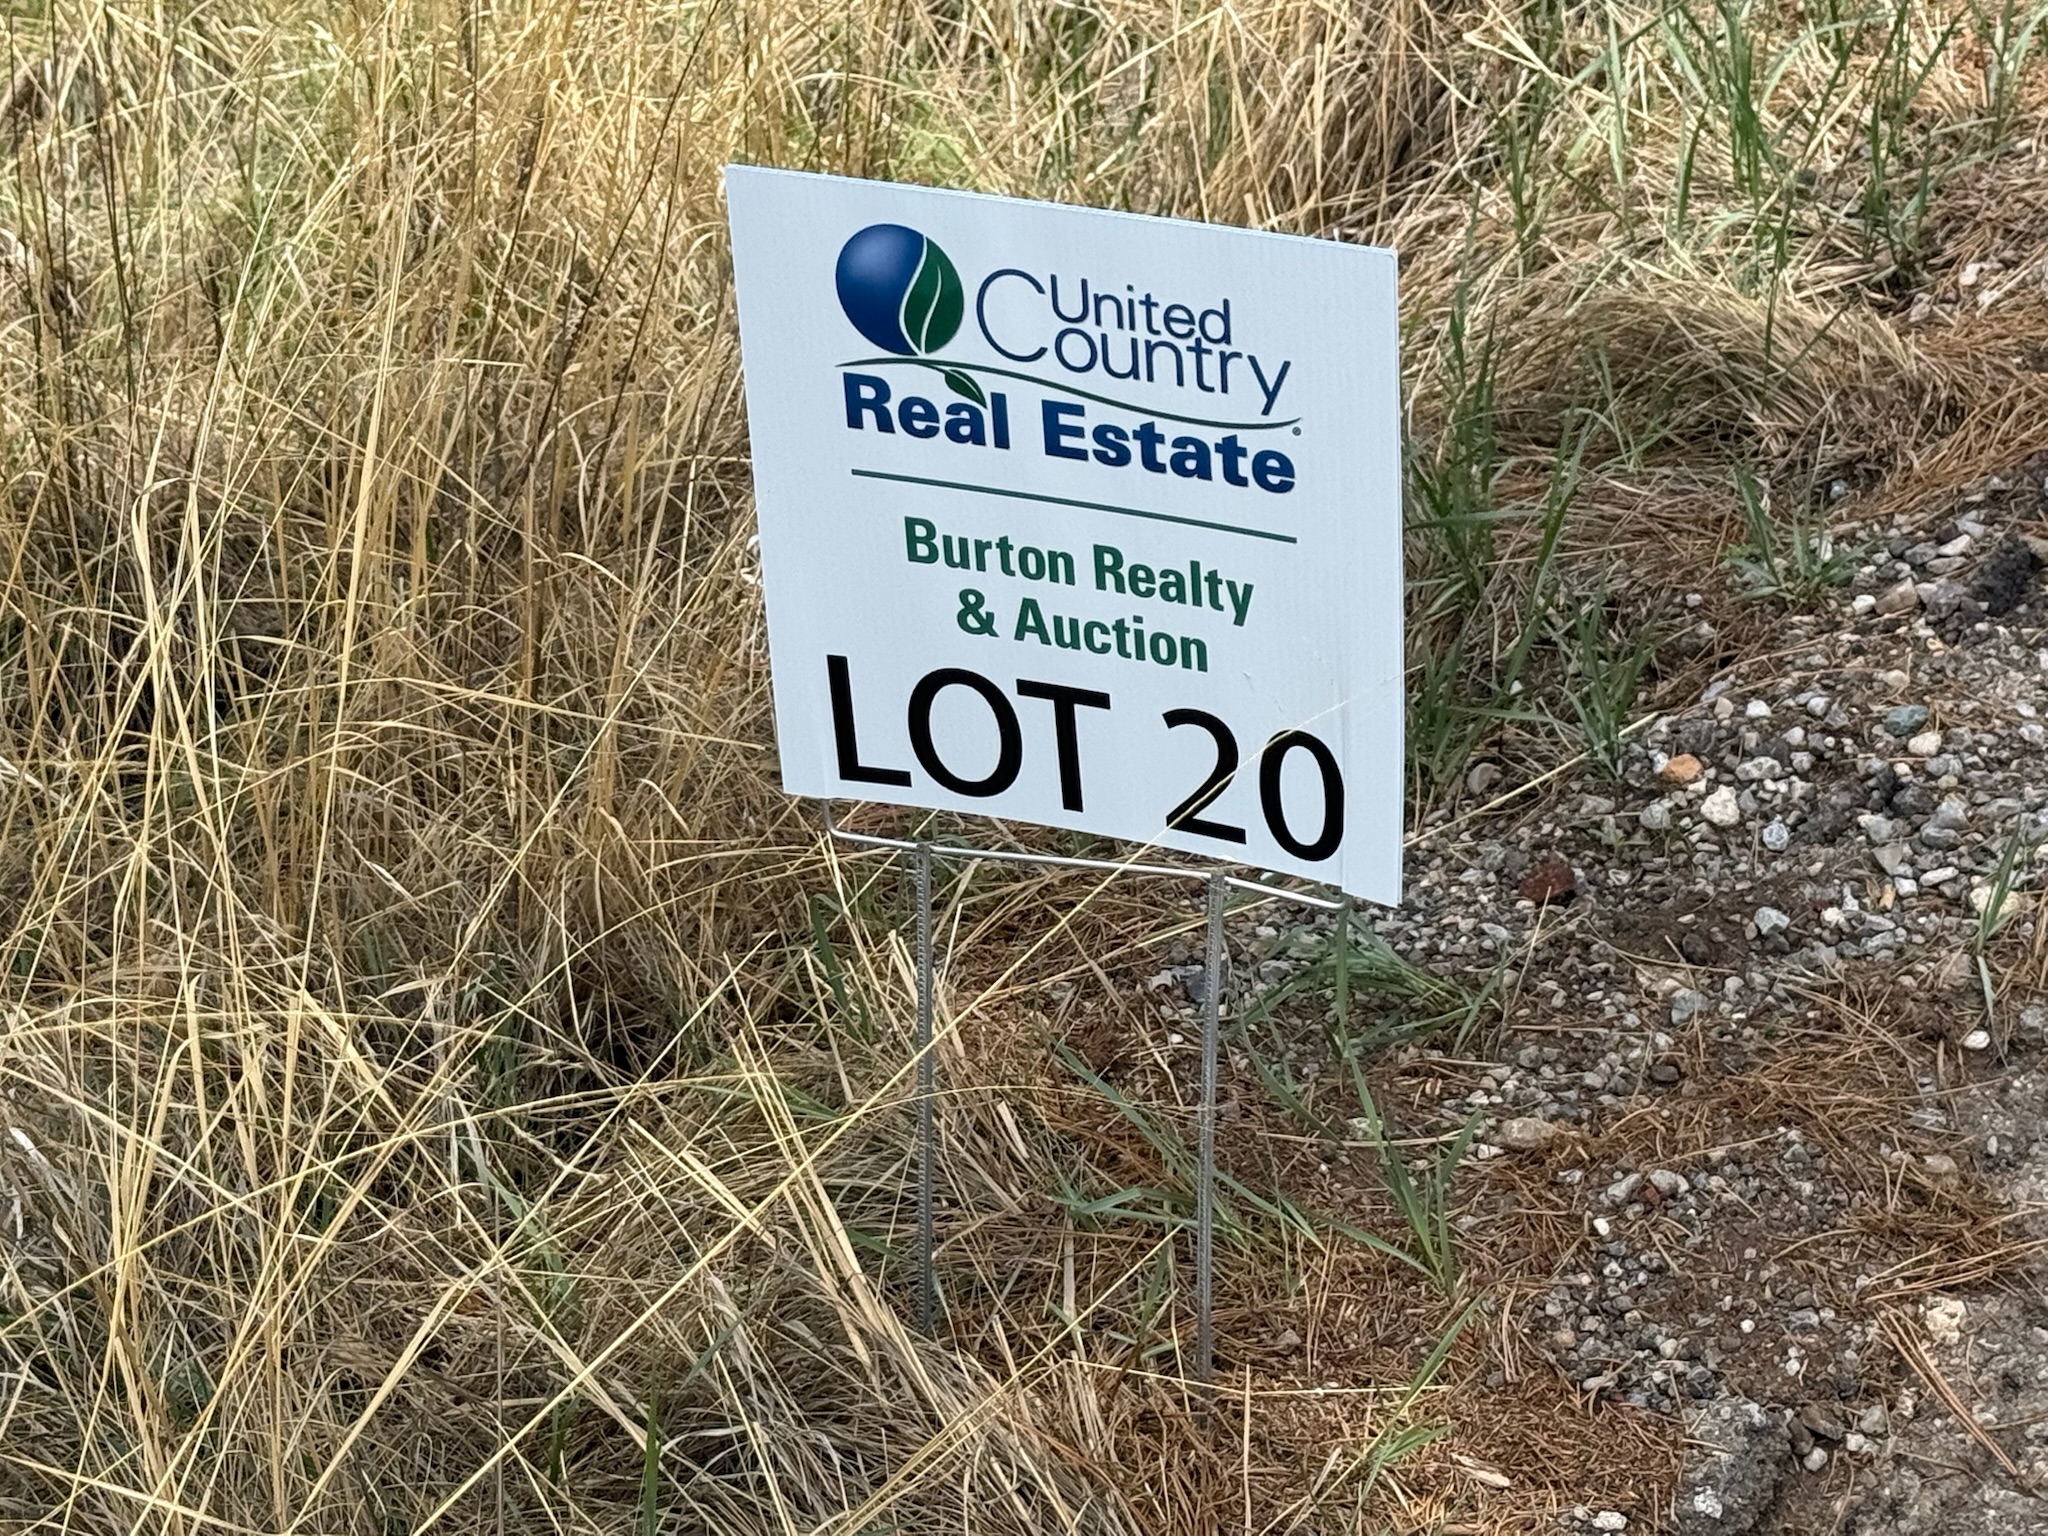 United
Country
Real Estate®
Burton Realty
& Auction
LOT 20